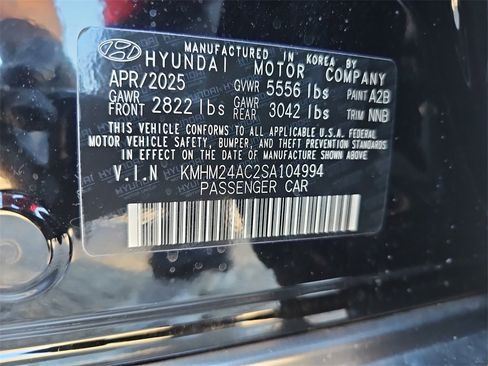 MANUFACTURED IN KOREA BY
HYUNDAI MOTOR COMPANY
APR/2025 GVWR 5556 lbs PAINT A2B
GAWR FRONT 2822 lbs GAWR REAR 3042 lbs TRIM NNB
THIS VEHICLE CONFORMS TO ALL APPLICABLE U.S.A. FEDERAL
MOTOR VEHICLE SAFETY, BUMPER, AND THEFT PREVENTION STANDARDS
IN EFFECT ON THE DATE OF MANUFACTURE SHOWN ABOVE.
V.I.N KMHM24AC2SA104994
PASSENGER CAR